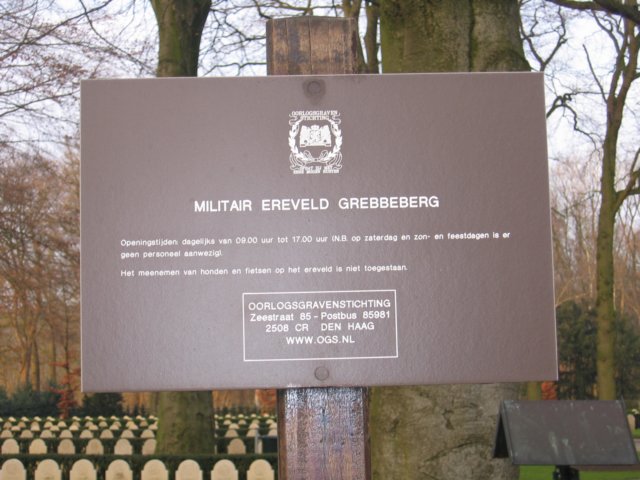 OORLOGSGRAVEN
STICHTING
MILITAIR EREVELD GREBBEBERG
Openingstijden: dagelijks van 09.00 uur tot 17.00 uur (N.B. op zaterdag en zon- en feestdagen is er
geen personeel aanwezig).
Het meenemen van honden en fietsen op het ereveld is niet toegestaan.
OORLOGSGRAVENSTICHTING
Zeestraat 85 - Postbus 85981
2508 CR DEN HAAG
WWW.OGS.NL